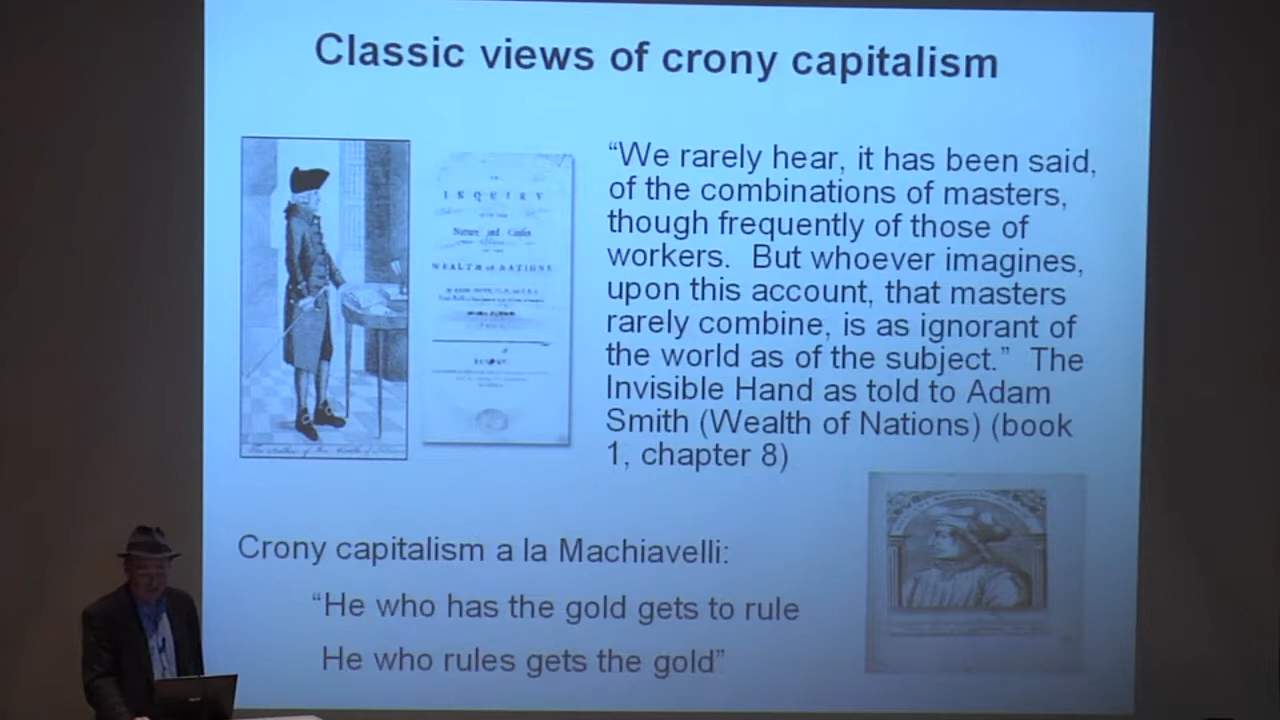 Classic views of crony capitalism
“We rarely hear, it has been said,
of the combinations of masters,
though frequently of those of
workers. But whoever imagines,
upon this account, that masters
rarely combine, is as ignorant of
the world as of the subject.” The
Invisible Hand as told to Adam
Smith (Wealth of Nations) (book
1, chapter 8)
INQUIRY
Nature and Causes
WEALTH OF NATIONS
Crony capitalism a la Machiavelli:
“He who has the gold gets to rule
He who rules gets the gold”